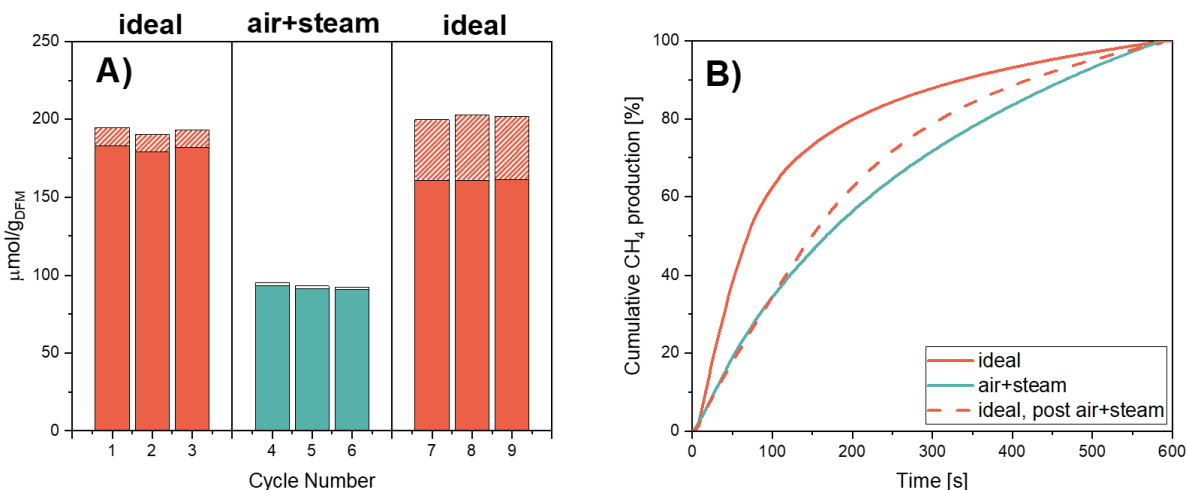 ideal air+steam ideal
A)
250
200
150
100
50
0
μmol/gDFM
1 2 3 4 5 6 7 8 9
Cycle Number
B)
100
80
60
40
20
0
Cumulative CH4 production [%]
ideal
air+steam
ideal, post air+steam
0 100 200 300 400 500 600
Time [s]